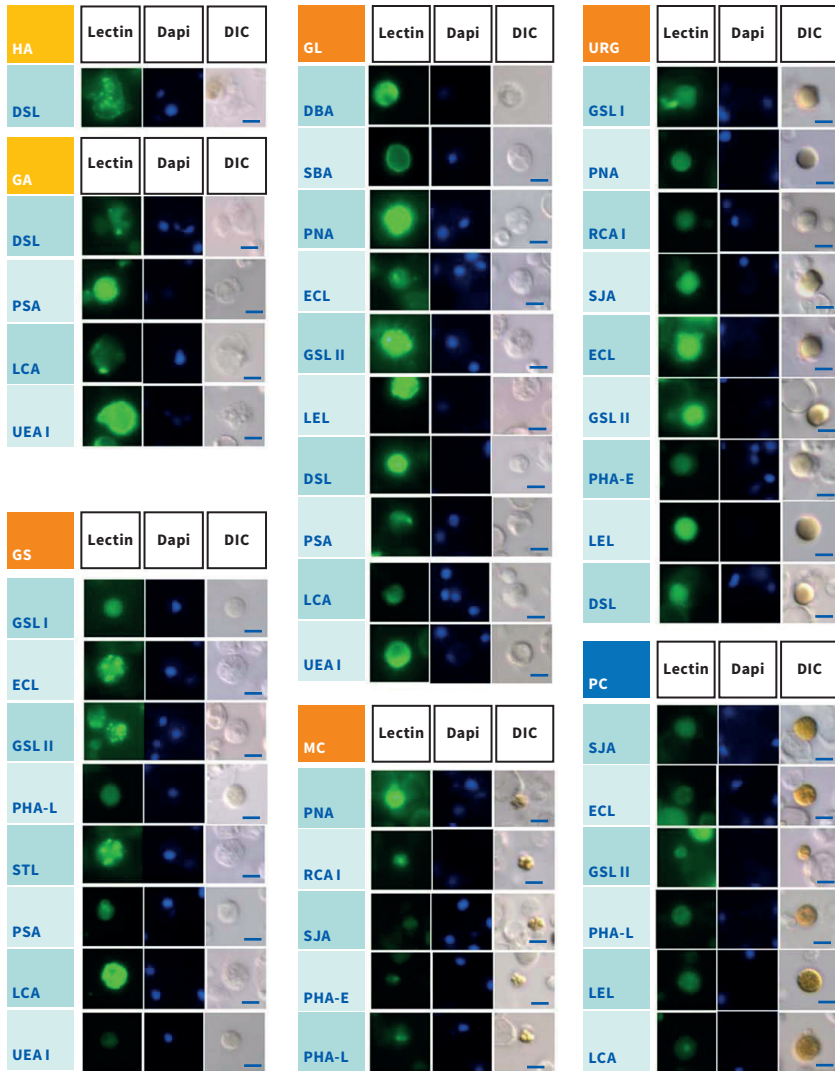 HA Lectin Dapi DIC
DSL
GA Lectin Dapi DIC
DSL
PSA
LCA
UEA I
GS Lectin Dapi DIC
GSL I
ECL
GSL II
PHA-L
STL
PSA
LCA
UEA I
GL Lectin Dapi DIC
DBA
SBA
PNA
ECL
GSL II
LEL
DSL
PSA
LCA
UEA I
MC Lectin Dapi DIC
PNA
RCA I
SJA
PHA-E
PHA-L
URG Lectin Dapi DIC
GSL I
PNA
RCA I
SJA
ECL
GSL II
PHA-E
LEL
DSL
PC Lectin Dapi DIC
SJA
ECL
GSL II
PHA-L
LEL
LCA